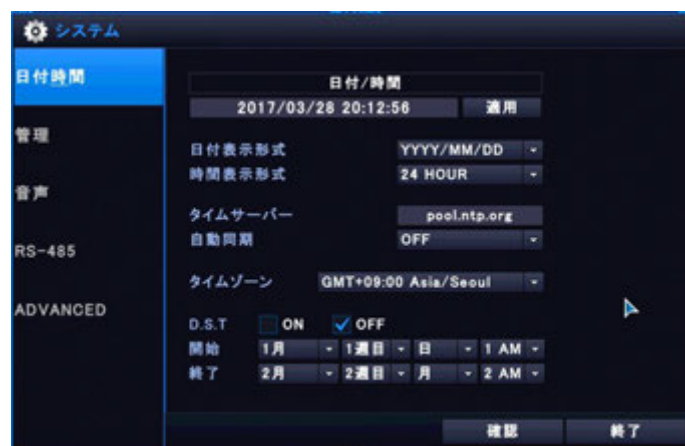 システム
日付時間
管理
音声
RS-485
ADVANCED
日付/時間
2017/03/28 20:12:56 適用
日付表示形式 YYYY/MM/DD
時間表示形式 24 HOUR
タイムサーバー pool.ntp.org
自動同期 OFF
タイムゾーン GMT+09:00 Asia/Seoul
D.S.T ON OFF
開始 1月 1週目 日 1 AM
終了 2月 2週目 月 2 AM
確認 終了